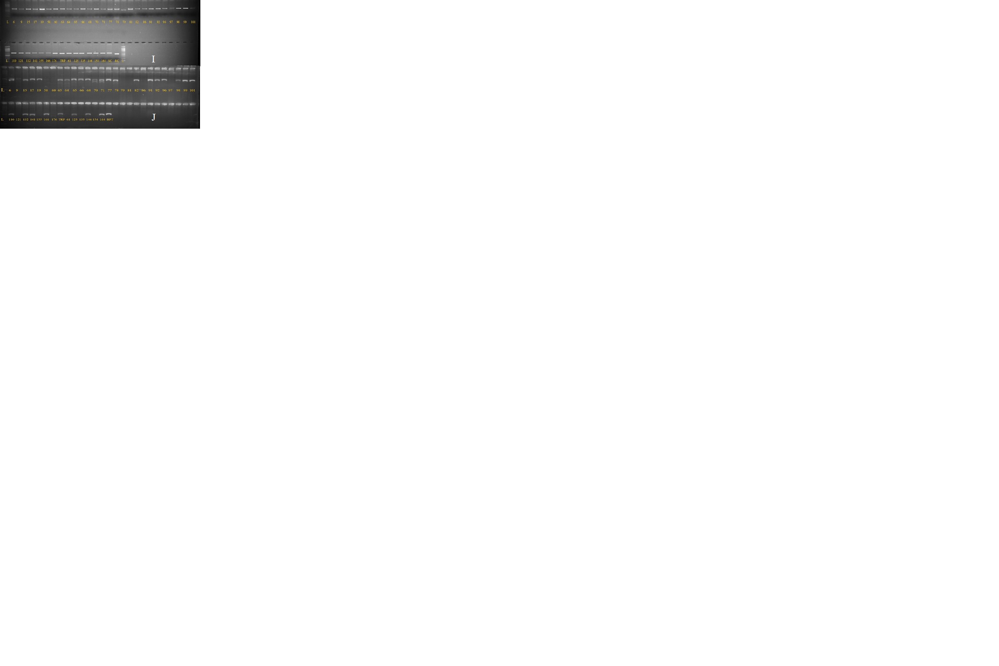 L 6 9 15 17 19 58 60 63 64 65 66 68 70 71 77 78 79 81 82 86 91 92 96 97 98 99 101
I
L 110 121 132 141 155 166 176 TRP 61 125 135 146 154 164 SC RC L
L 6 9 15 17 19 58 60 63 64 65 66 68 70 71 77 78 79 81 82 86 91 92 96 97 98 99 101
J
L 110 121 132 141 155 166 176 TRP 61 125 135 146 154 164 BPT